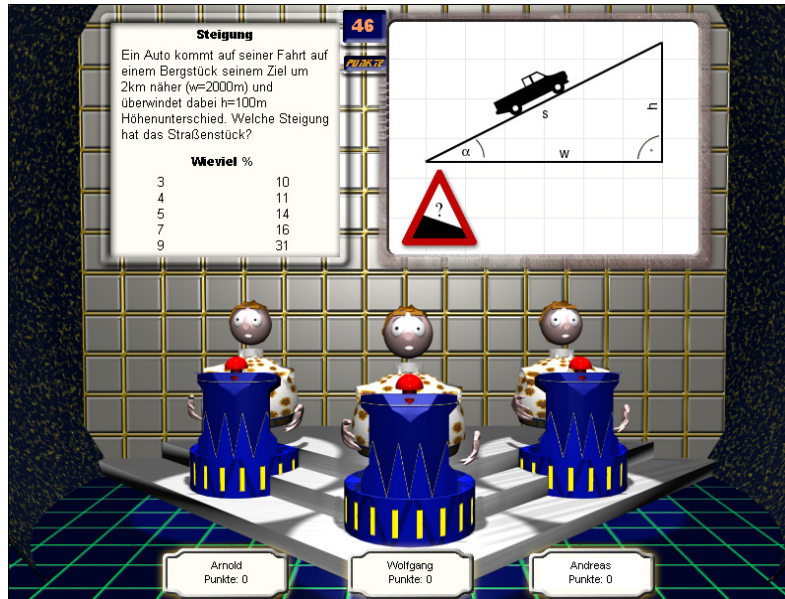 Steigung
Ein Auto kommt auf seiner Fahrt auf
einem Bergstück seinem Ziel um
2km näher (w=2000m) und
überwindet dabei h=100m
Höhenunterschied. Welche Steigung
hat das Straßenstück?
Wieviel %
3 10
4 11
5 14
7 16
9 31
46
PUNKTE
s
h
α
w
?
Arnold
Punkte: 0
Wolfgang
Punkte: 0
Andreas
Punkte: 0